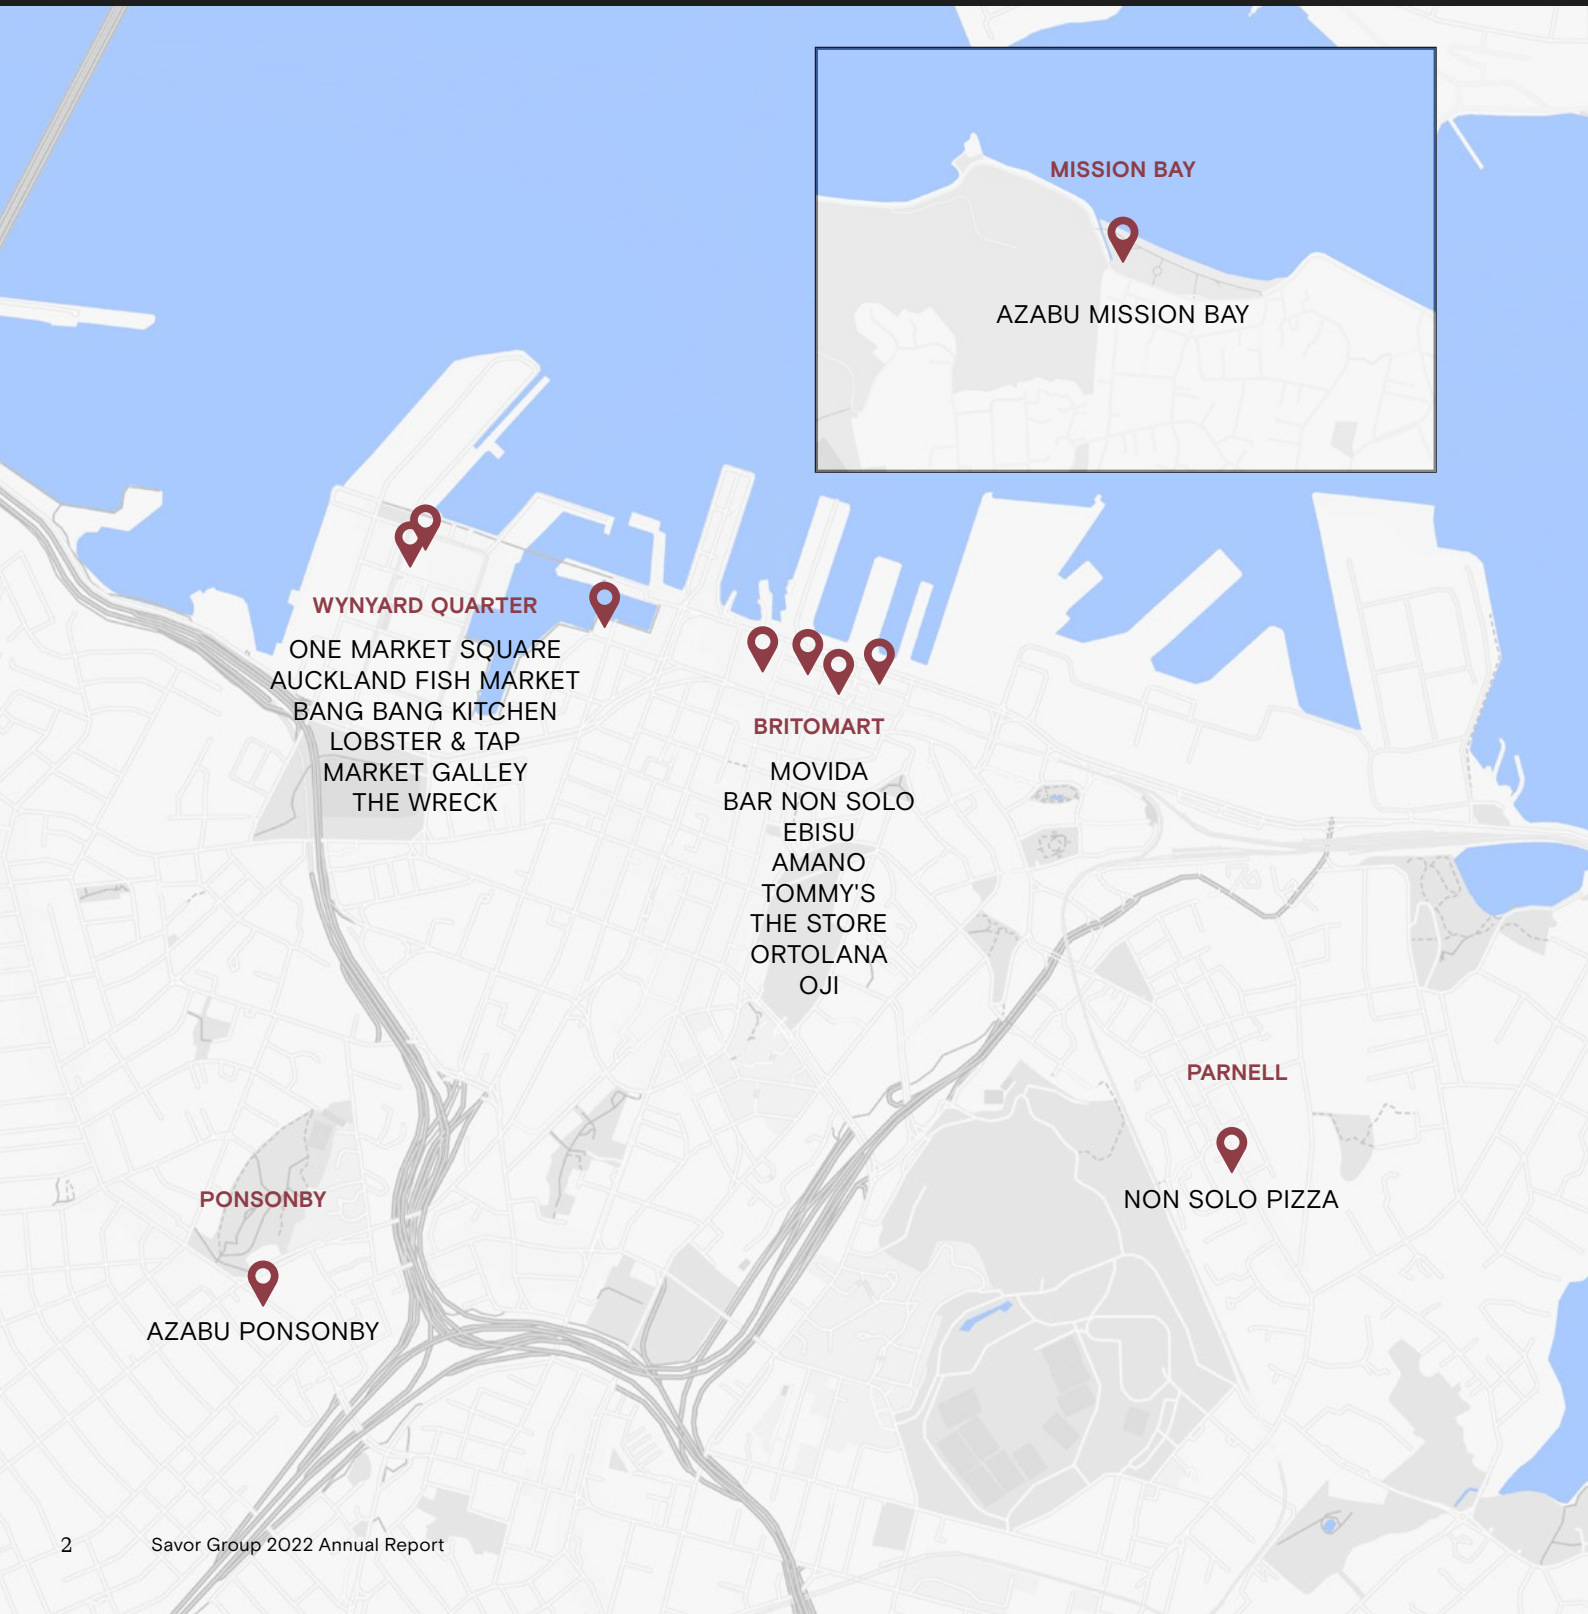 MISSION BAY
AZABU MISSION BAY
WYNYARD QUARTER
ONE MARKET SQUARE
AUCKLAND FISH MARKET
BANG BANG KITCHEN
LOBSTER & TAP
MARKET GALLEY
THE WRECK
BRITOMART
MOVIDA
BAR NON SOLO
EBISU
AMANO
TOMMY'S
THE STORE
ORTOLANA
OJI
PARNELL
NON SOLO PIZZA
PONSONBY
AZABU PONSONBY
2 Savor Group 2022 Annual Report